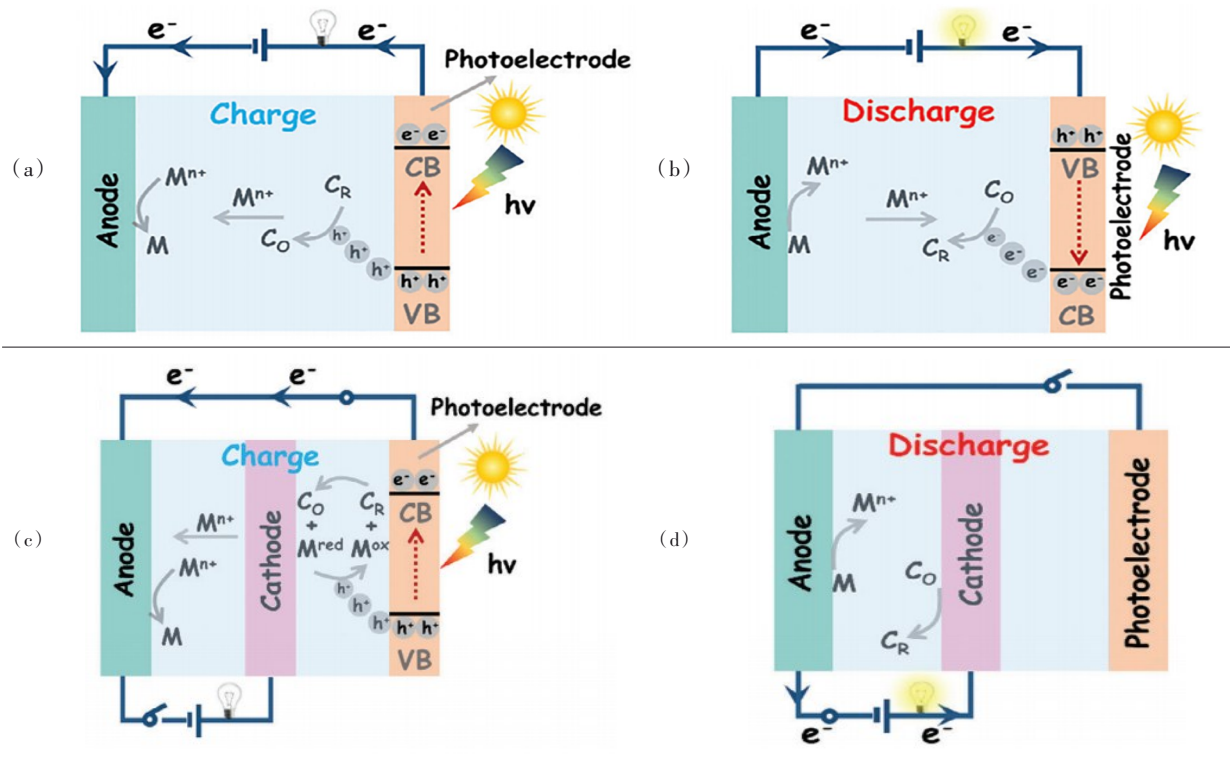 (a)
e⁻ e⁻
Charge
Photoelectrode
Anode
Mⁿ⁺
M
Mⁿ⁺
C_R
C_O
h⁺
h⁺
h⁺
e⁻ e⁻
CB
h⁺ h⁺
VB
hv
(b)
e⁻ e⁻
Discharge
Anode
Mⁿ⁺
M
Mⁿ⁺
C_O
C_R
e⁻
e⁻
e⁻
h⁺ h⁺
VB
e⁻ e⁻
CB
Photoelectrode
hv
(c)
e⁻ e⁻
Charge
Photoelectrode
Anode
Mⁿ⁺
Mⁿ⁺
M
Cathode
C_O C_R
+ +
Mʳᵉᵈ Mᵒˣ
h⁺
h⁺
h⁺
e⁻ e⁻
CB
h⁺ h⁺
VB
hv
(d)
Discharge
Anode
Mⁿ⁺
M
C_O
C_R
Cathode
Photoelectrode
e⁻ e⁻